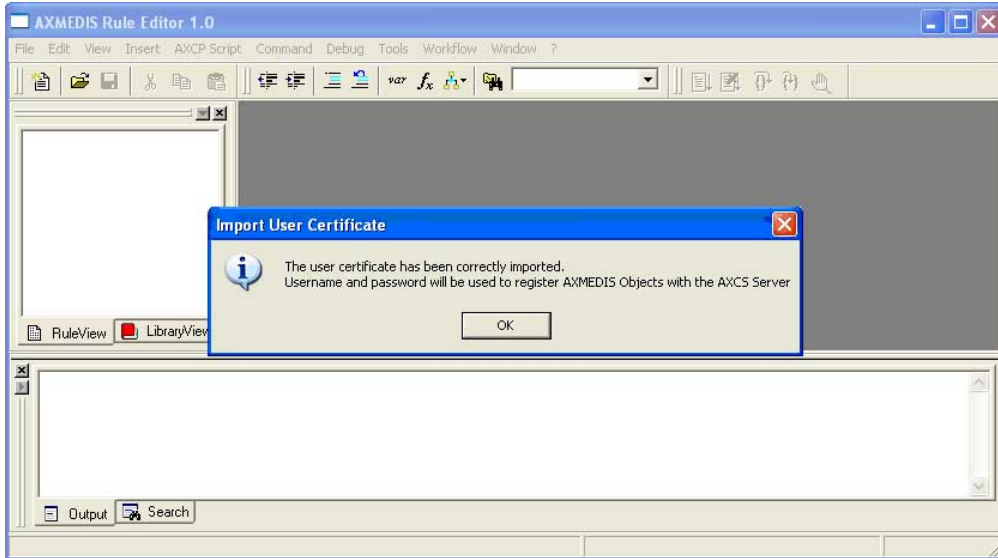 AXMEDIS Rule Editor 1.0
File Edit View Insert AXCP Script Command Debug Tools Workflow Window ?
var fx
Import User Certificate
The user certificate has been correctly imported.
Username and password will be used to register AXMEDIS Objects with the AXCS Server
OK
RuleView LibraryView
Output Search